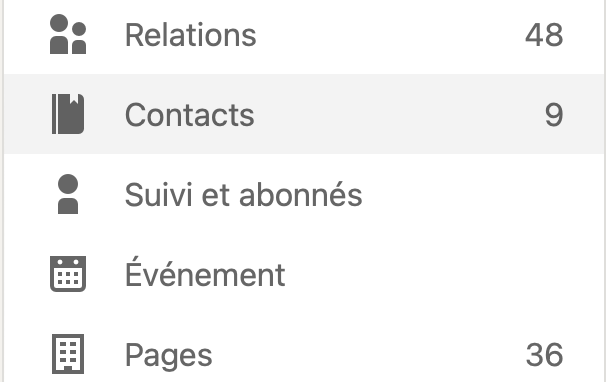 Relations 48
Contacts 9
Suivi et abonnés
Événement
Pages 36